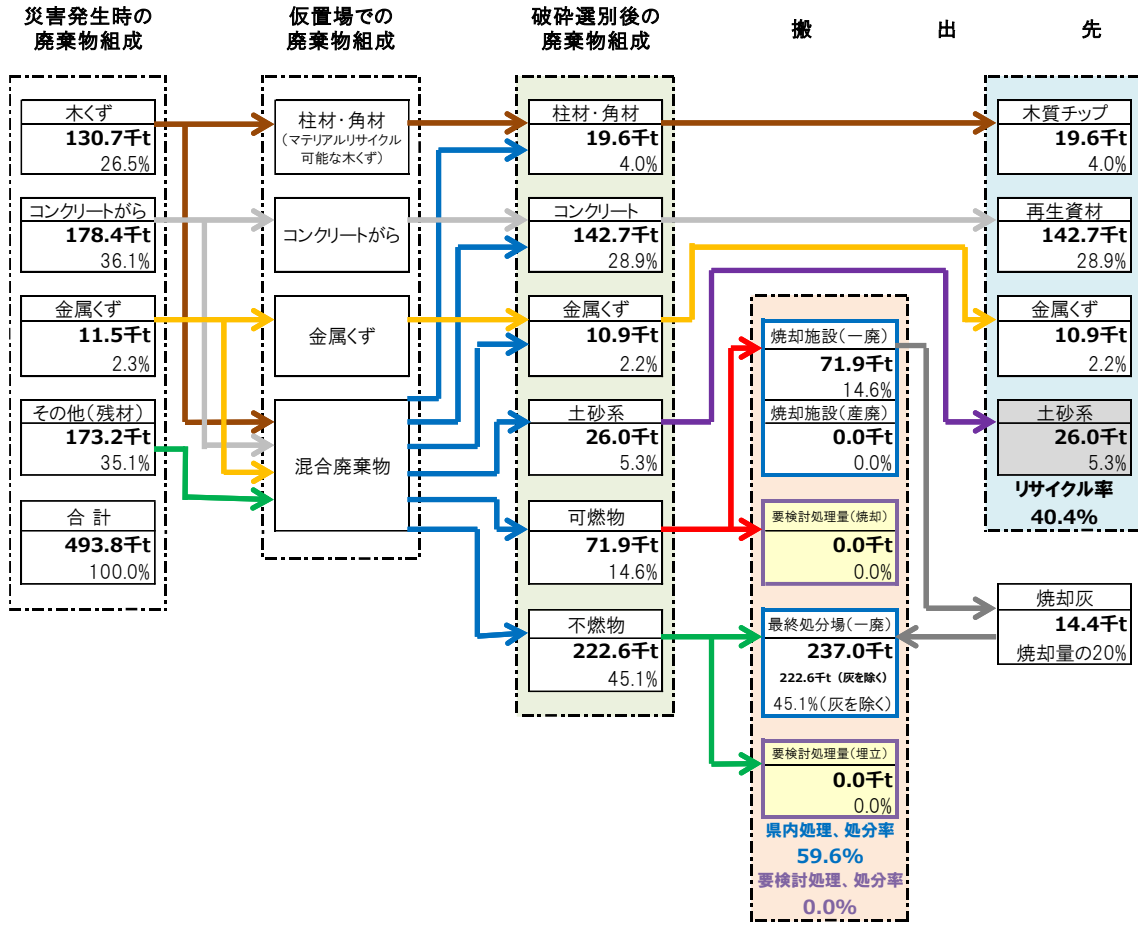 災害発生時の
廃棄物組成
木くず
130.7千t
26.5%
コンクリートがら
178.4千t
36.1%
金属くず
11.5千t
2.3%
その他(残材)
173.2千t
35.1%
合計
493.8千t
100.0%
仮置場での
廃棄物組成
柱材・角材
(マテリアルリサイクル
可能な木くず)
コンクリートがら
金属くず
混合廃棄物
破砕選別後の
廃棄物組成
柱材・角材
19.6千t
4.0%
コンクリート
142.7千t
28.9%
金属くず
10.9千t
2.2%
土砂系
26.0千t
5.3%
可燃物
71.9千t
14.6%
不燃物
222.6千t
45.1%
搬 出 先
焼却施設(一廃)
71.9千t
14.6%
焼却施設(産廃)
0.0千t
0.0%
要検討処理量(焼却)
0.0千t
0.0%
最終処分場(一廃)
237.0千t
222.6千t (灰を除く)
45.1%(灰を除く)
要検討処理量(埋立)
0.0千t
0.0%
県内処理、処分率
59.6%
要検討処理、処分率
0.0%
木質チップ
19.6千t
4.0%
再生資材
142.7千t
28.9%
金属くず
10.9千t
2.2%
土砂系
26.0千t
5.3%
リサイクル率
40.4%
焼却灰
14.4千t
焼却量の20%